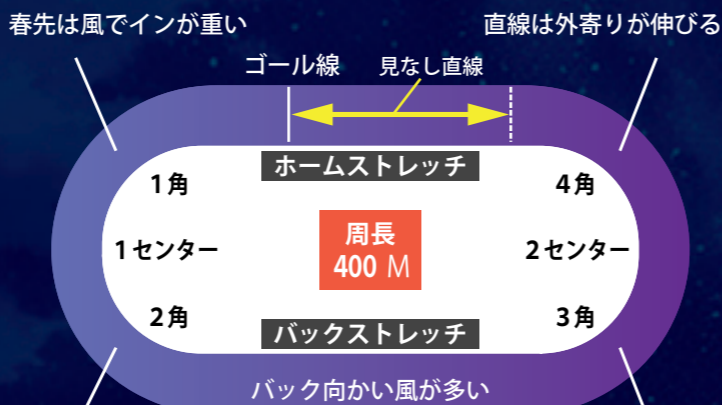 春先は風でインが重い
直線は外寄りが伸びる
ゴール線
見なし直線
ホームストレッチ
1角
4角
1センター
周長
400 M
2センター
2角
3角
バックストレッチ
バック向かい風が多い